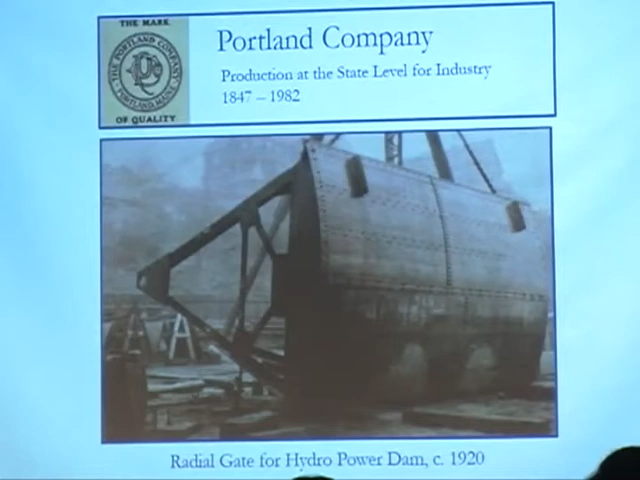 THE MARK
THE PORTLAND COMPANY
PORTLAND, MAINE
OF QUALITY
Portland Company
Production at the State Level for Industry
1847 – 1982
Radial Gate for Hydro Power Dam, c. 1920